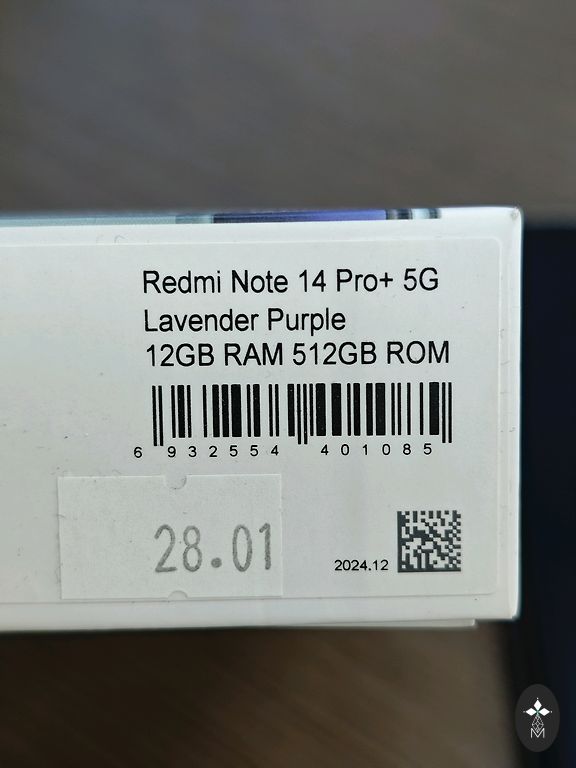 Redmi Note 14 Pro+ 5G
Lavender Purple
12GB RAM 512GB ROM
6 932554 401085
28.01
2024.12
M